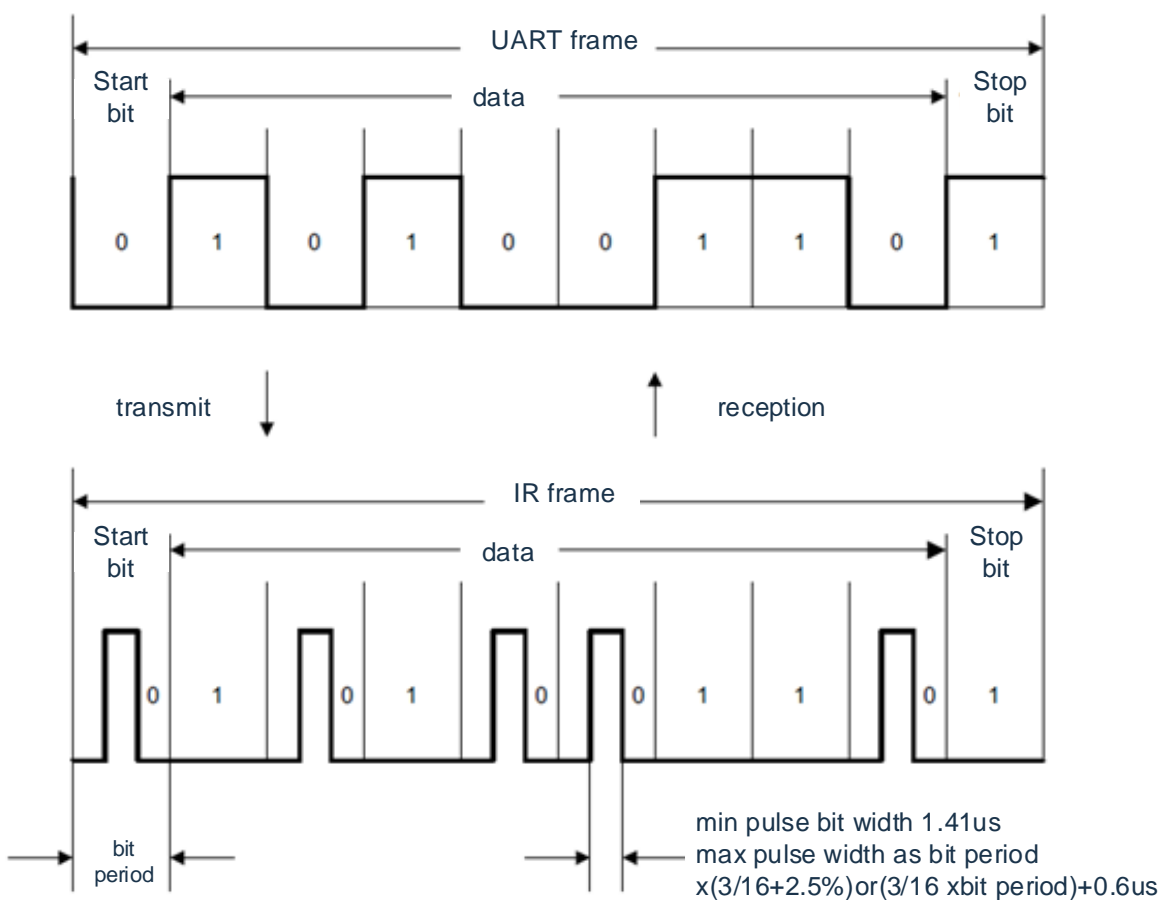 UART frame
Start
bit
data
Stop
bit
0 1 0 1 0 0 1 1 0 1
transmit
reception
IR frame
Start
bit
data
Stop
bit
0 1 0 1 0 0 1 1 0 1
bit
period
min pulse bit width 1.41us
max pulse width as bit period
x(3/16+2.5%)or(3/16 xbit period)+0.6us